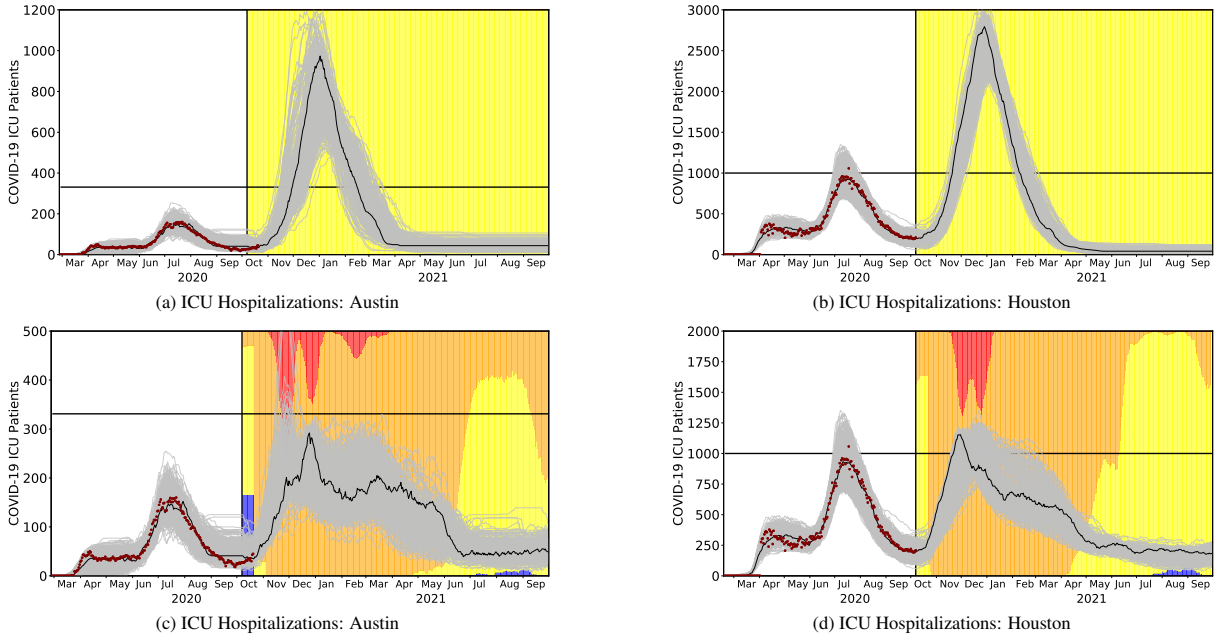 1200
1000
800
600
400
200
0
COVID-19 ICU Patients
Mar Apr May Jun Jul Aug Sep Oct Nov Dec Jan Feb Mar Apr May Jun Jul Aug Sep
2020 2021
(a) ICU Hospitalizations: Austin
3000
2500
2000
1500
1000
500
0
COVID-19 ICU Patients
Mar Apr May Jun Jul Aug Sep Oct Nov Dec Jan Feb Mar Apr May Jun Jul Aug Sep
2020 2021
(b) ICU Hospitalizations: Houston
500
400
300
200
100
0
COVID-19 ICU Patients
Mar Apr May Jun Jul Aug Sep Oct Nov Dec Jan Feb Mar Apr May Jun Jul Aug Sep
2020 2021
(c) ICU Hospitalizations: Austin
2000
1750
1500
1250
1000
750
500
250
0
COVID-19 ICU Patients
Mar Apr May Jun Jul Aug Sep Oct Nov Dec Jan Feb Mar Apr May Jun Jul Aug Sep
2020 2021
(d) ICU Hospitalizations: Houston